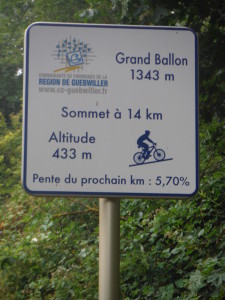 Grand Ballon
1343 m
COMMUNAUTÉ DE COMMUNES DE LA
RÉGION DE GUEBWILLER
www.cc-guebwiller.fr
Sommet à 14 km
Altitude
433 m
Pente du prochain km : 5,70%